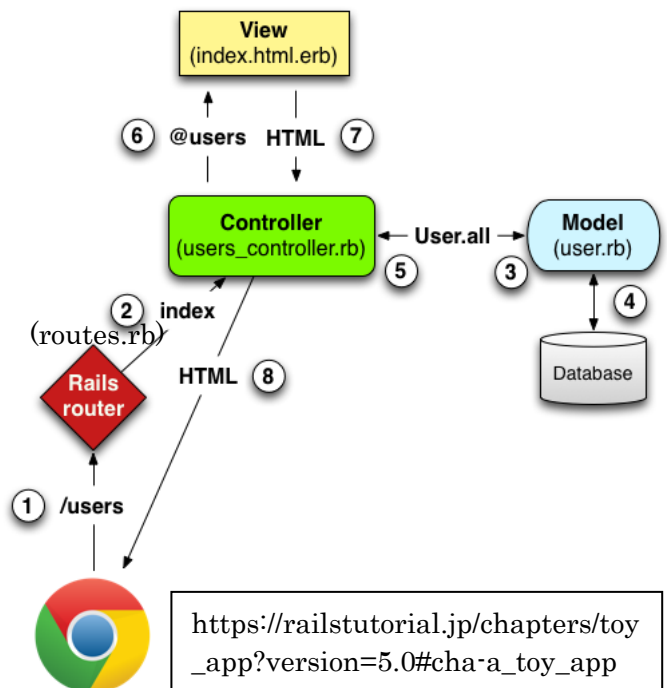 View
(index.html.erb)
⑥ @users HTML ⑦
Controller
(users_controller.rb)
User.all
Model
(user.rb)
⑤
③
④
② index
(routes.rb)
Rails
router
HTML ⑧
Database
① /users
https://railstutorial.jp/chapters/toy
_app?version=5.0#cha-a_toy_app